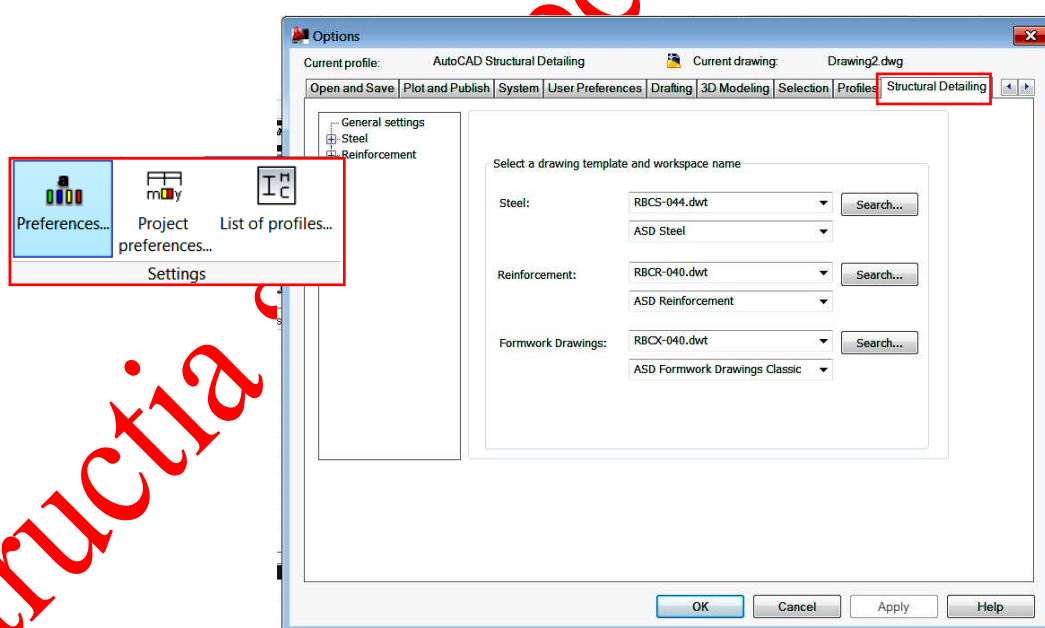 Options
Current profile: AutoCAD Structural Detailing Current drawing: Drawing2.dwg
Open and Save Plot and Publish System User Preferences Drafting 3D Modeling Selection Profiles Structural Detailing
General settings
Steel
Reinforcement
Select a drawing template and workspace name
Steel: RBCS-044.dwt Search...
ASD Steel
Reinforcement: RBCR-040.dwt Search...
ASD Reinforcement
Formwork Drawings: RBCX-040.dwt Search...
ASD Formwork Drawings Classic
OK Cancel Apply Help
a
m y
I H C
Preferences... Project List of profiles...
preferences...
Settings
ructia